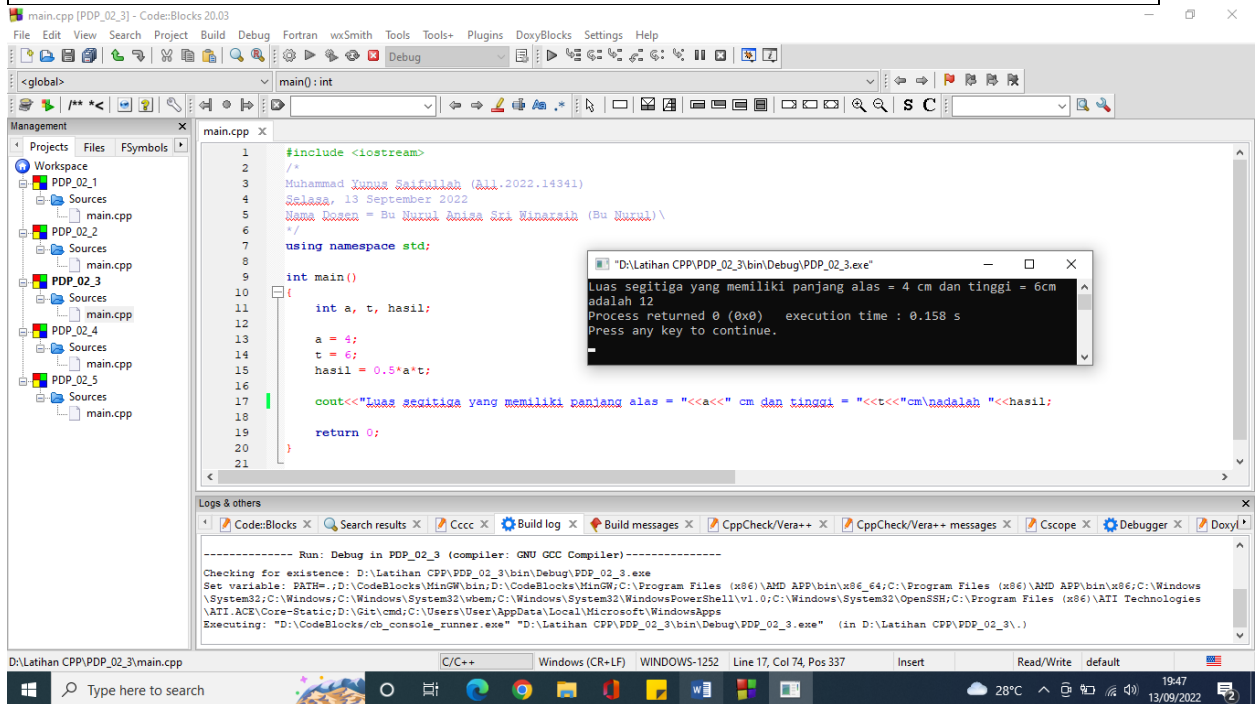 main.cpp [PDP_02_3] - Code::Blocks 20.03
File Edit View Search Project Build Debug Fortran wxSmith Tools Tools+ Plugins DoxyBlocks Settings Help
Debug
<global>
main() : int
/** *<
.*
S C
Management
main.cpp
Projects Files FSymbols
Workspace
PDP_02_1
Sources
main.cpp
PDP_02_2
Sources
main.cpp
PDP_02_3
Sources
main.cpp
PDP_02_4
Sources
main.cpp
PDP_02_5
Sources
main.cpp
1 #include <iostream>
2 /*
3 Muhammad Yunus Saifullah (A11.2022.14341)
4 Selasa, 13 September 2022
5 Nama Dosen = Bu Nurul Anisa Sri Winarsih (Bu Nurul)\
6 */
7 using namespace std;
8
9 int main()
10 {
11 int a, t, hasil;
12
13 a = 4;
14 t = 6;
15 hasil = 0.5*a*t;
16
17 cout<<"Luas segitiga yang memiliki panjang alas = "<<a<<" cm dan tinggi = "<<t<<"cm\nadalah "<<hasil;
18
19 return 0;
20 }
21
"D:\Latihan CPP\PDP_02_3\bin\Debug\PDP_02_3.exe"
Luas segitiga yang memiliki panjang alas = 4 cm dan tinggi = 6cm
adalah 12
Process returned 0 (0x0) execution time : 0.158 s
Press any key to continue.
Logs & others
Code::Blocks Search results Cccc Build log Build messages CppCheck/Vera++ CppCheck/Vera++ messages Cscope Debugger Doxyl
-------------- Run: Debug in PDP_02_3 (compiler: GNU GCC Compiler)---------------
Checking for existence: D:\Latihan CPP\PDP_02_3\bin\Debug\PDP_02_3.exe
Set variable: PATH=.;D:\CodeBlocks\MinGW\bin;D:\CodeBlocks\MinGW;C:\Program Files (x86)\AMD APP\bin\x86_64;C:\Program Files (x86)\AMD APP\bin\x86;C:\Windows
\System32;C:\Windows;C:\Windows\System32\wbem;C:\Windows\System32\WindowsPowerShell\v1.0;C:\Windows\System32\OpenSSH;C:\Program Files (x86)\ATI Technologies
\ATI.ACE\Core-Static;D:\Git\cmd;C:\Users\User\AppData\Local\Microsoft\WindowsApps
Executing: "D:\CodeBlocks/cb_console_runner.exe" "D:\Latihan CPP\PDP_02_3\bin\Debug\PDP_02_3.exe" (in D:\Latihan CPP\PDP_02_3\.)
D:\Latihan CPP\PDP_02_3\main.cpp C/C++ Windows (CR+LF) WINDOWS-1252 Line 17, Col 74, Pos 337 Insert Read/Write default
Type here to search
28°C
19:47
13/09/2022
2